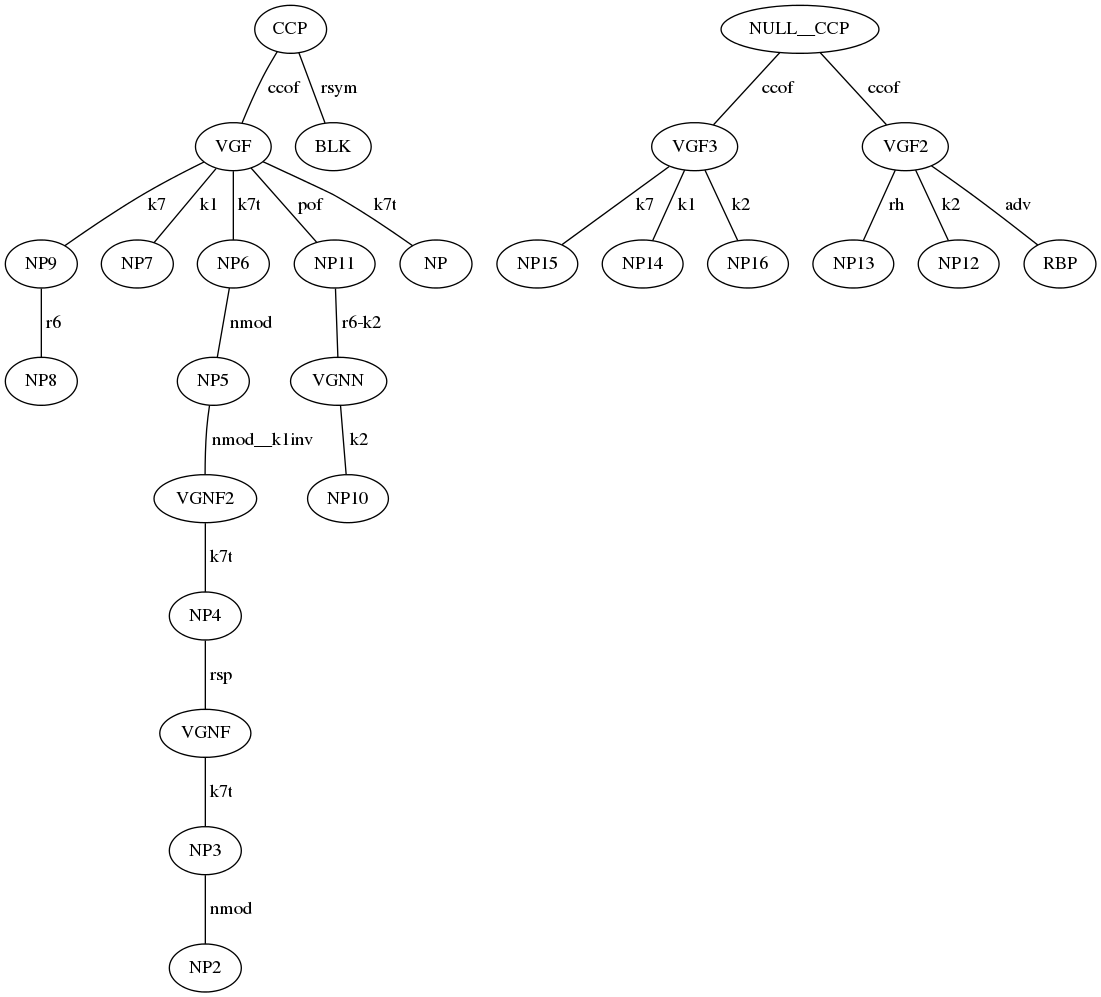 CCP NULL__CCP
ccof rsym ccof ccof
VGF BLK VGF3 VGF2
k7 k1 k7t pof k7t k7 k1 k2 rh k2 adv
NP9 NP7 NP6 NP11 NP NP15 NP14 NP16 NP13 NP12 RBP
r6 nmod r6-k2
NP8 NP5 VGNN
nmod__k1inv k2
VGNF2 NP10
k7t
NP4
rsp
VGNF
k7t
NP3
nmod
NP2